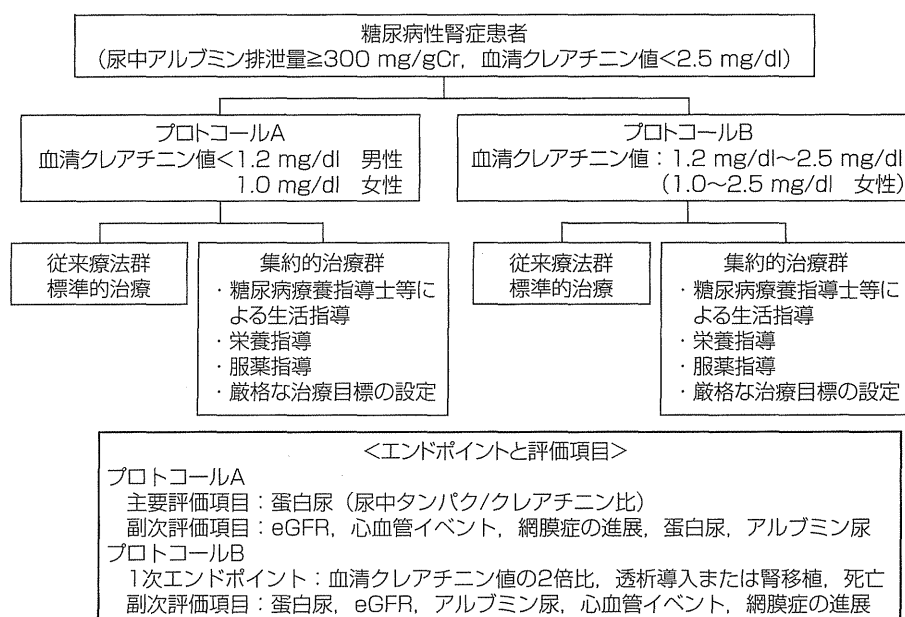 糖尿病性腎症患者
（尿中アルブミン排泄量≧300 mg/gCr，血清クレアチニン値<2.5 mg/dl）
プロトコールA
血清クレアチニン値<1.2 mg/dl 男性
1.0 mg/dl 女性
プロトコールB
血清クレアチニン値：1.2 mg/dl〜2.5 mg/dl
（1.0〜2.5 mg/dl 女性）
従来療法群
標準的治療
集約的治療群
・糖尿病療養指導士等に
よる生活指導
・栄養指導
・服薬指導
・厳格な治療目標の設定
従来療法群
標準的治療
集約的治療群
・糖尿病療養指導士等に
よる生活指導
・栄養指導
・服薬指導
・厳格な治療目標の設定
<エンドポイントと評価項目>
プロトコールA
主要評価項目：蛋白尿（尿中タンパク/クレアチニン比）
副次評価項目：eGFR，心血管イベント，網膜症の進展，蛋白尿，アルブミン尿
プロトコールB
1次エンドポイント：血清クレアチニン値の2倍比，透析導入または腎移植，死亡
副次評価項目：蛋白尿，eGFR，アルブミン尿，心血管イベント，網膜症の進展